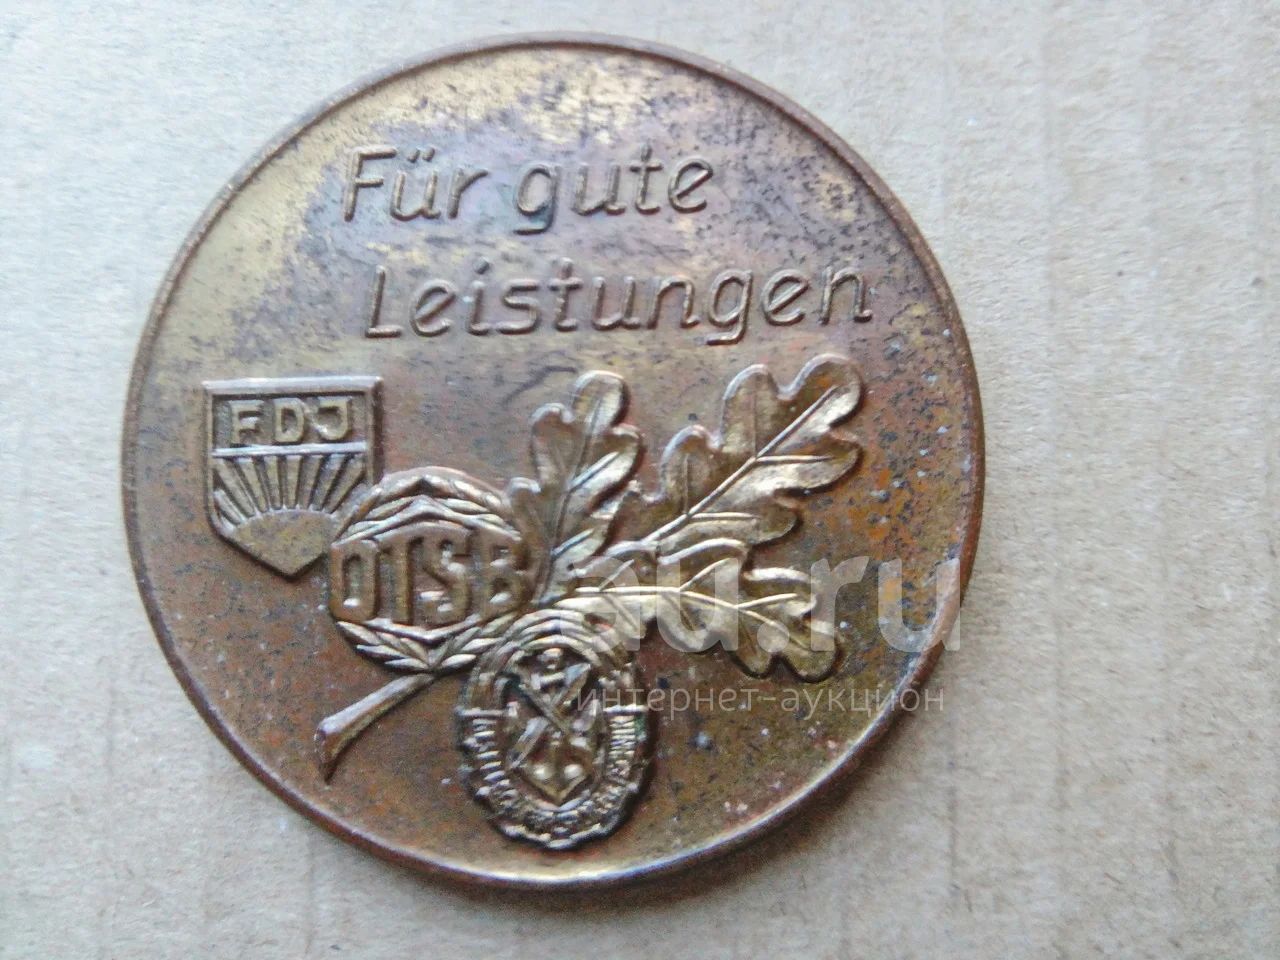 Für gute
Leistungen
FDJ
DTSB
au.ru
интернет-аукцион